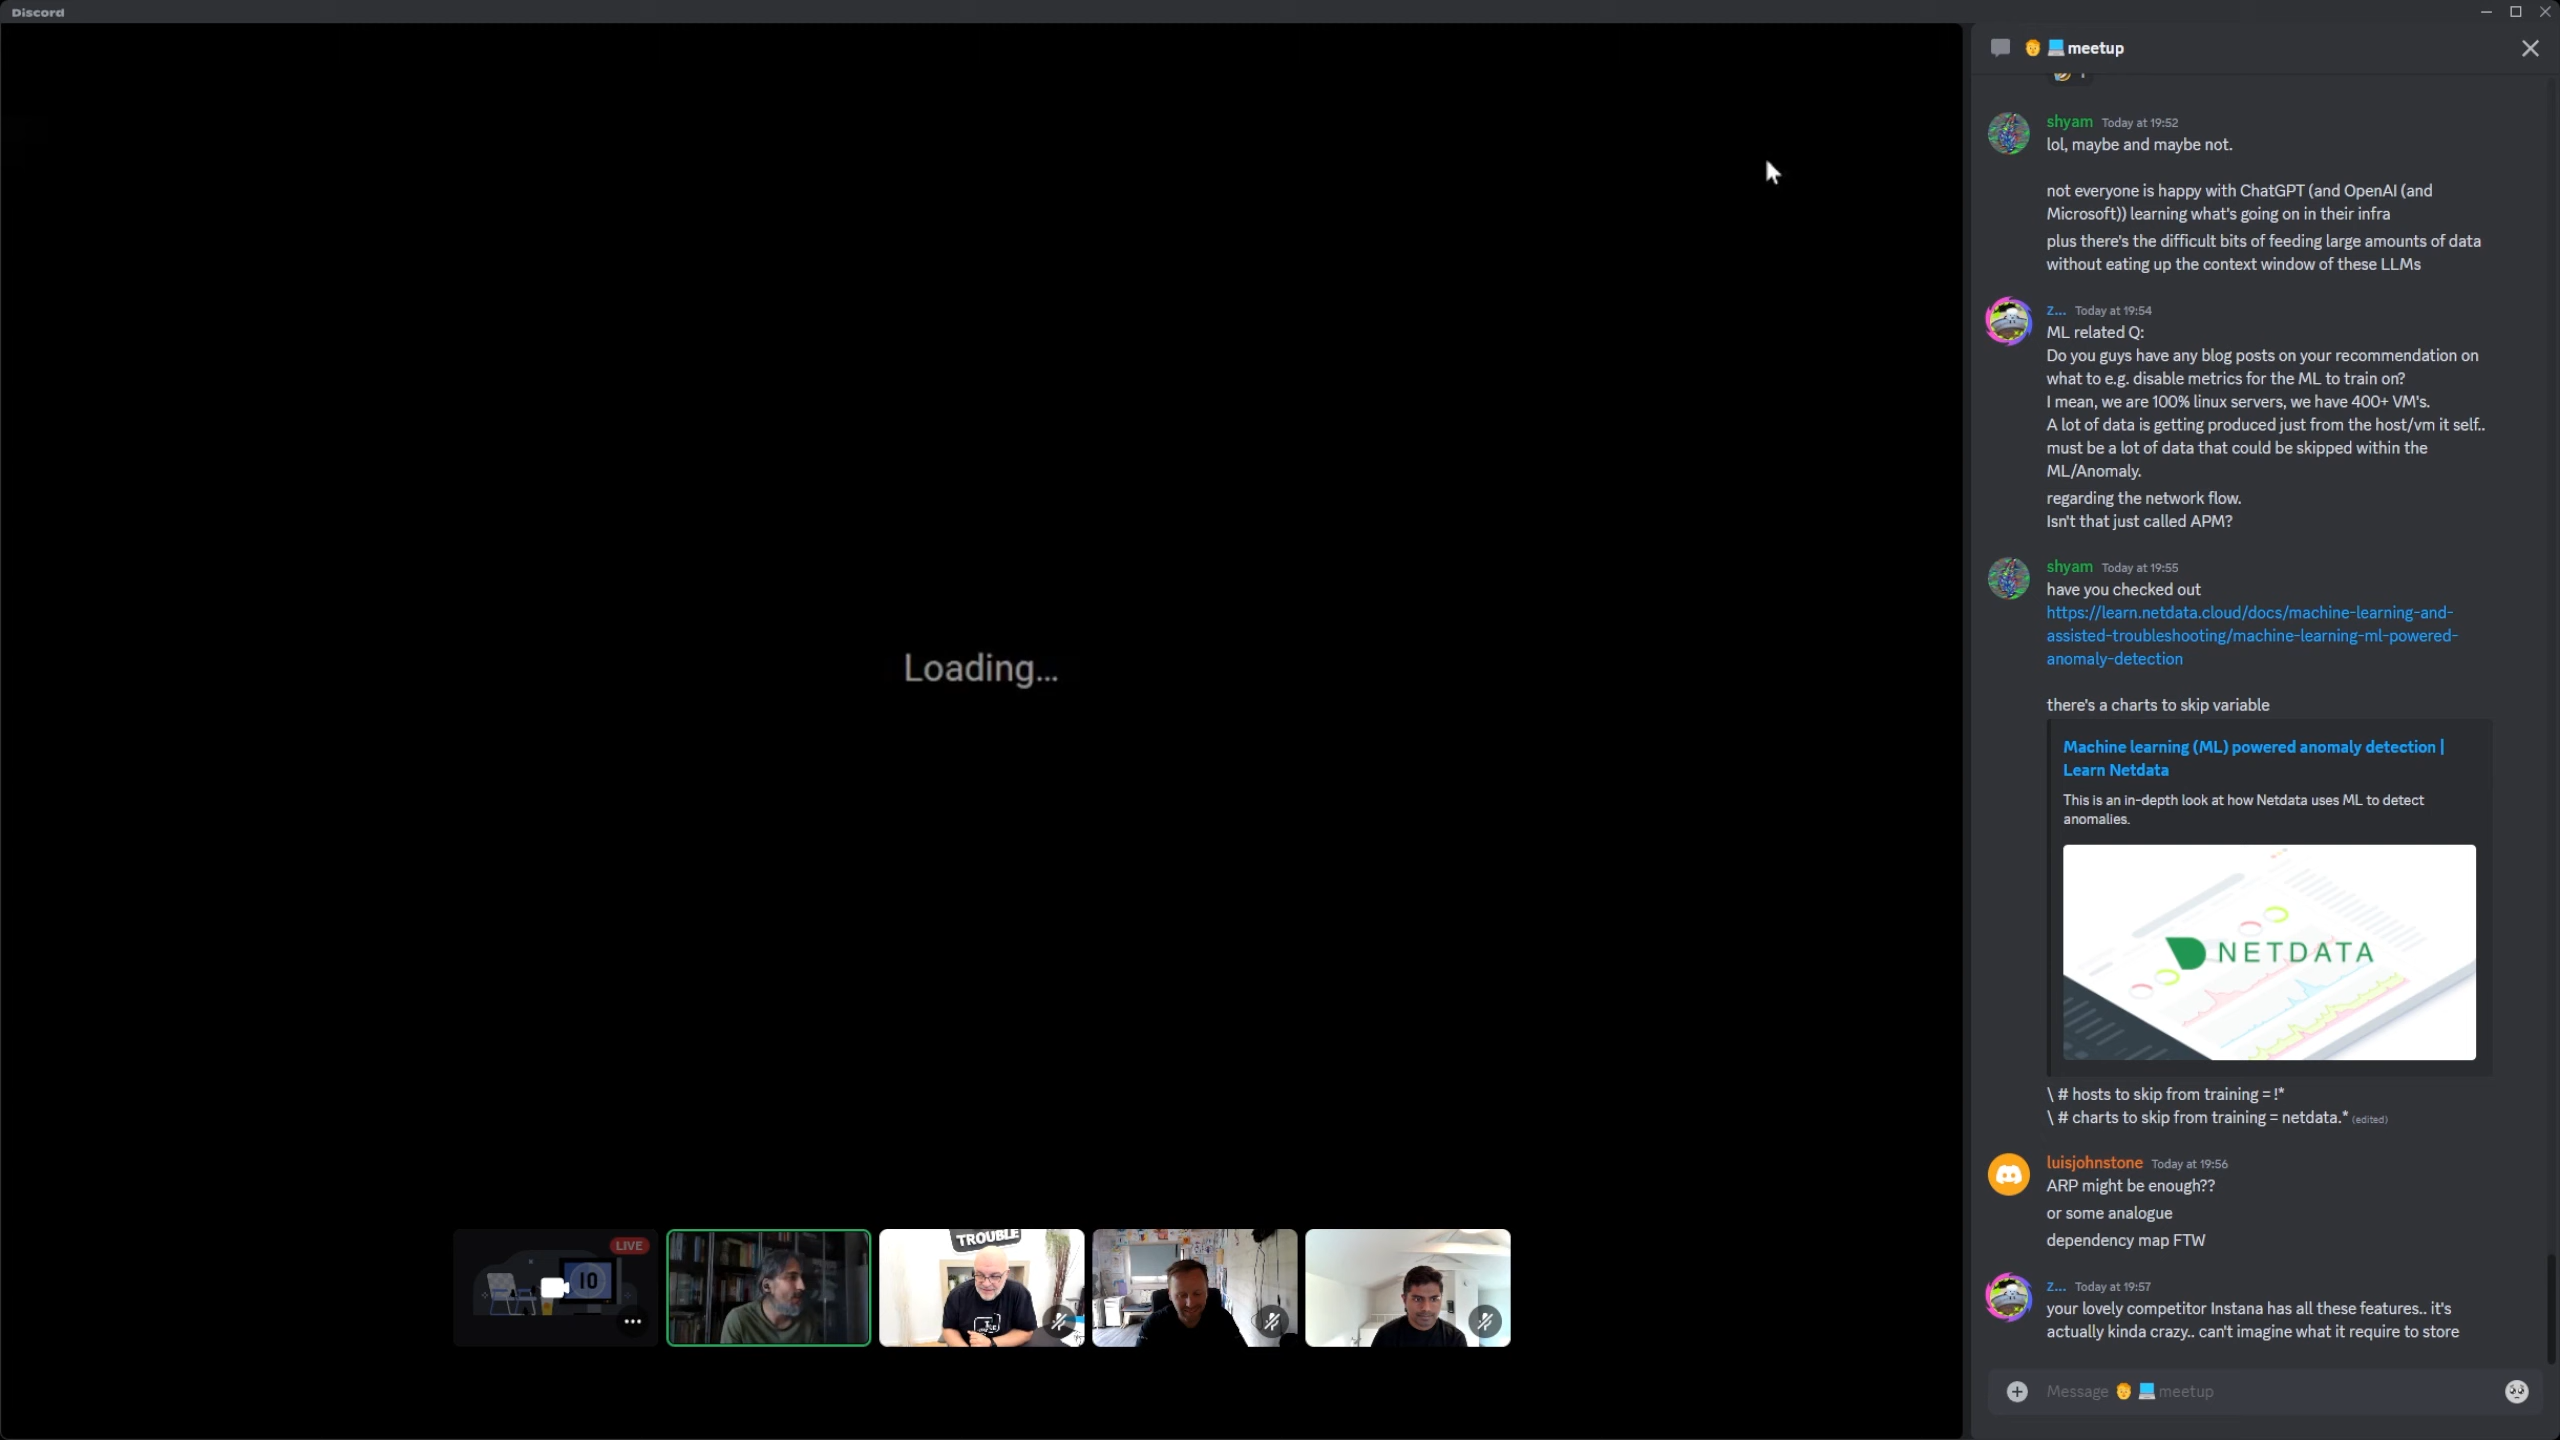 Discord
meetup
shyam Today at 19:52
lol, maybe and maybe not.
not everyone is happy with ChatGPT (and OpenAI (and
Microsoft)) learning what's going on in their infra
plus there's the difficult bits of feeding large amounts of data
without eating up the context window of these LLMs
z... Today at 19:54
ML related Q:
Do you guys have any blog posts on your recommendation on
what to e.g. disable metrics for the ML to train on?
I mean, we are 100% linux servers, we have 400+ VM's.
A lot of data is getting produced just from the host/vm it self..
must be a lot of data that could be skipped within the
ML/Anomaly.
regarding the network flow.
Isn't that just called APM?
shyam Today at 19:55
have you checked out
https://learn.netdata.cloud/docs/machine-learning-and-
assisted-troubleshooting/machine-learning-ml-powered-
anomaly-detection
there's a charts to skip variable
Machine learning (ML) powered anomaly detection |
Learn Netdata
This is an in-depth look at how Netdata uses ML to detect
anomalies.
NETDATA
\ # hosts to skip from training = !*
\ # charts to skip from training = netdata.* (edited)
luisjohnstone Today at 19:56
ARP might be enough??
or some analogue
dependency map FTW
z... Today at 19:57
your lovely competitor Instana has all these features.. it's
actually kinda crazy.. can't imagine what it require to store
Message meetup
Loading...
LIVE
10
TROUBLE